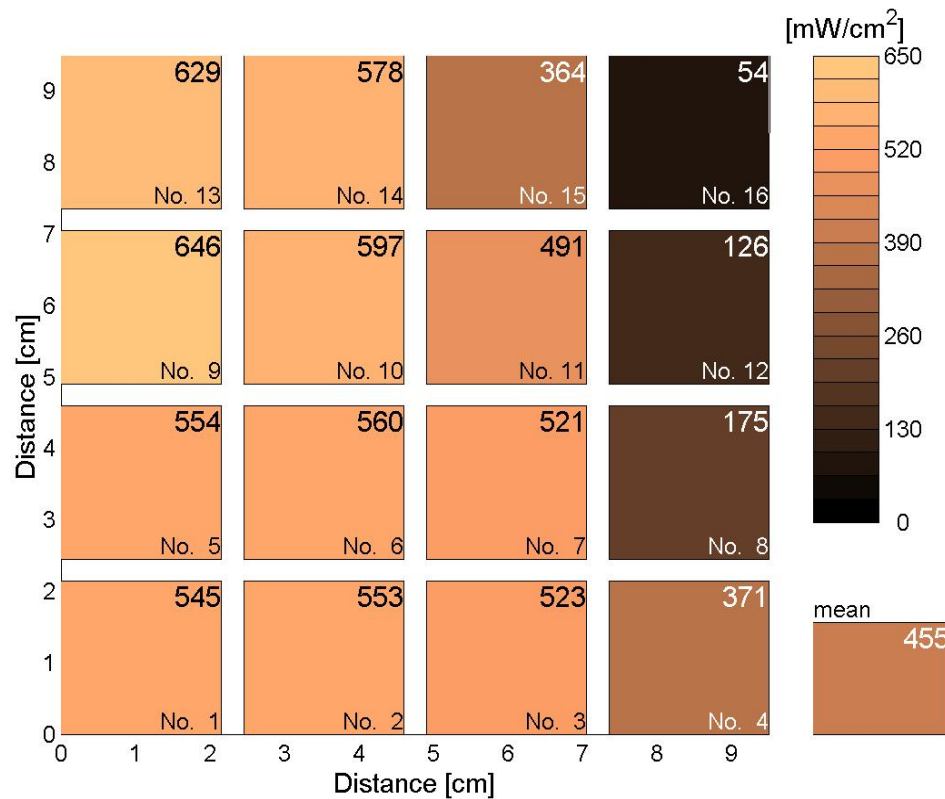 [mW/cm²]
9
629
578
364
54
650
8
520
No. 13
No. 14
No. 15
No. 16
7
646
597
491
126
390
6
260
5
No. 9
No. 10
No. 11
No. 12
Distance [cm]
4
554
560
521
175
130
3
0
No. 5
No. 6
No. 7
No. 8
2
545
553
523
371
mean
455
1
No. 1
No. 2
No. 3
No. 4
0
0 1 2 3 4 5 6 7 8 9
Distance [cm]